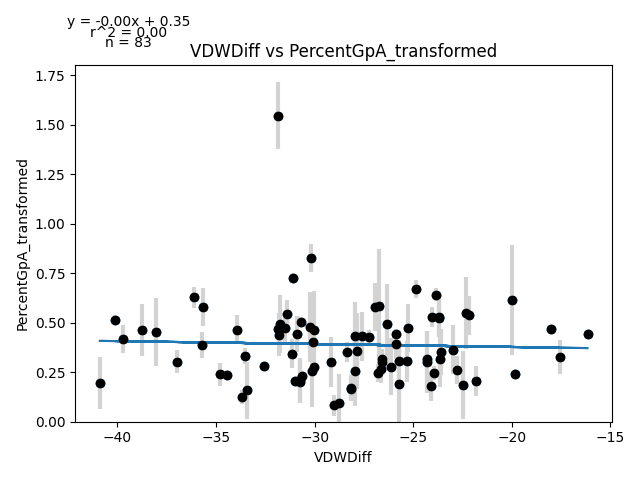 y = -0.00x + 0.35
r^2 = 0.00
n = 83
VDWDiff vs PercentGpA_transformed
1.75
1.50
1.25
1.00
0.75
0.50
0.25
0.00
PercentGpA_transformed
−40
−35
−30
−25
−20
−15
VDWDiff